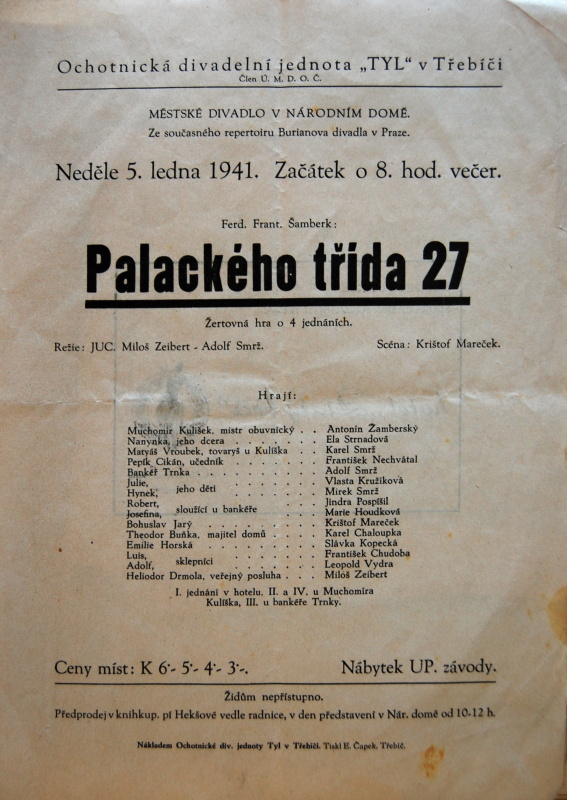 Ochotnická divadelní jednota „TYL" v Třebíči
Člen Ú. M. D. O. Č.
MĚSTSKÉ DIVADLO V NÁRODNÍM DOMĚ.
Ze současného repertoiru Burianova divadla v Praze.
Neděle 5. ledna 1941. Začátek o 8. hod. večer.
Ferd. Frant. Šamberk:
Palackého třída 27
Žertovná hra o 4 jednáních.
Režie: JUC. Miloš Zeibert - Adolf Smrž. Scéna: Krištof Mareček.
Hrají:
Muchomir Kulišek, mistr obuvnický . . Antonín Žamberský
Nanynka, jeho dcera . . . . . . . Ela Strnadová
Matyáš Vroubek, tovaryš u Kulíška . . Karel Smrž
Pepík Cikán, učedník . . . . . . . František Nechvátal
Bankéř Trnka . . . . . . . . . Adolf Smrž
Julie, . . . . . . Vlasta Kružíková
Hynek, jeho děti . . . . . . Mirek Smrž
Robert, . . . . Jindra Pospíšil
Josefina, sloužící u bankéře . . . . Marie Houdková
Bohuslav Jarý . . . . . . . . . Krištof Mareček
Theodor Buňka, majitel domů . . . . Karel Chaloupka
Emilie Horská . . . . . . . . . Slávka Kopecká
Luis, . . . . . . František Chudoba
Adolf, sklepníci . . . . . . Leopold Vydra
Heliodor Drmola, veřejný posluha . . . Miloš Zeibert
I. jednání v hotelu, II. a IV. u Muchomíra
Kulíška, III. u bankéře Trnky.
Ceny míst: K 6·- 5·- 4·- 3·-. Nábytek UP. závody.
Židům nepřístupno.
Předprodej v knihkup. pí Hekšové vedle radnice, v den představení v Nár. domě od 10-12 h.
Nákladem Ochotnické div. jednoty Tyl v Třebíči. Tiskl E. Čapek, Třebíč.